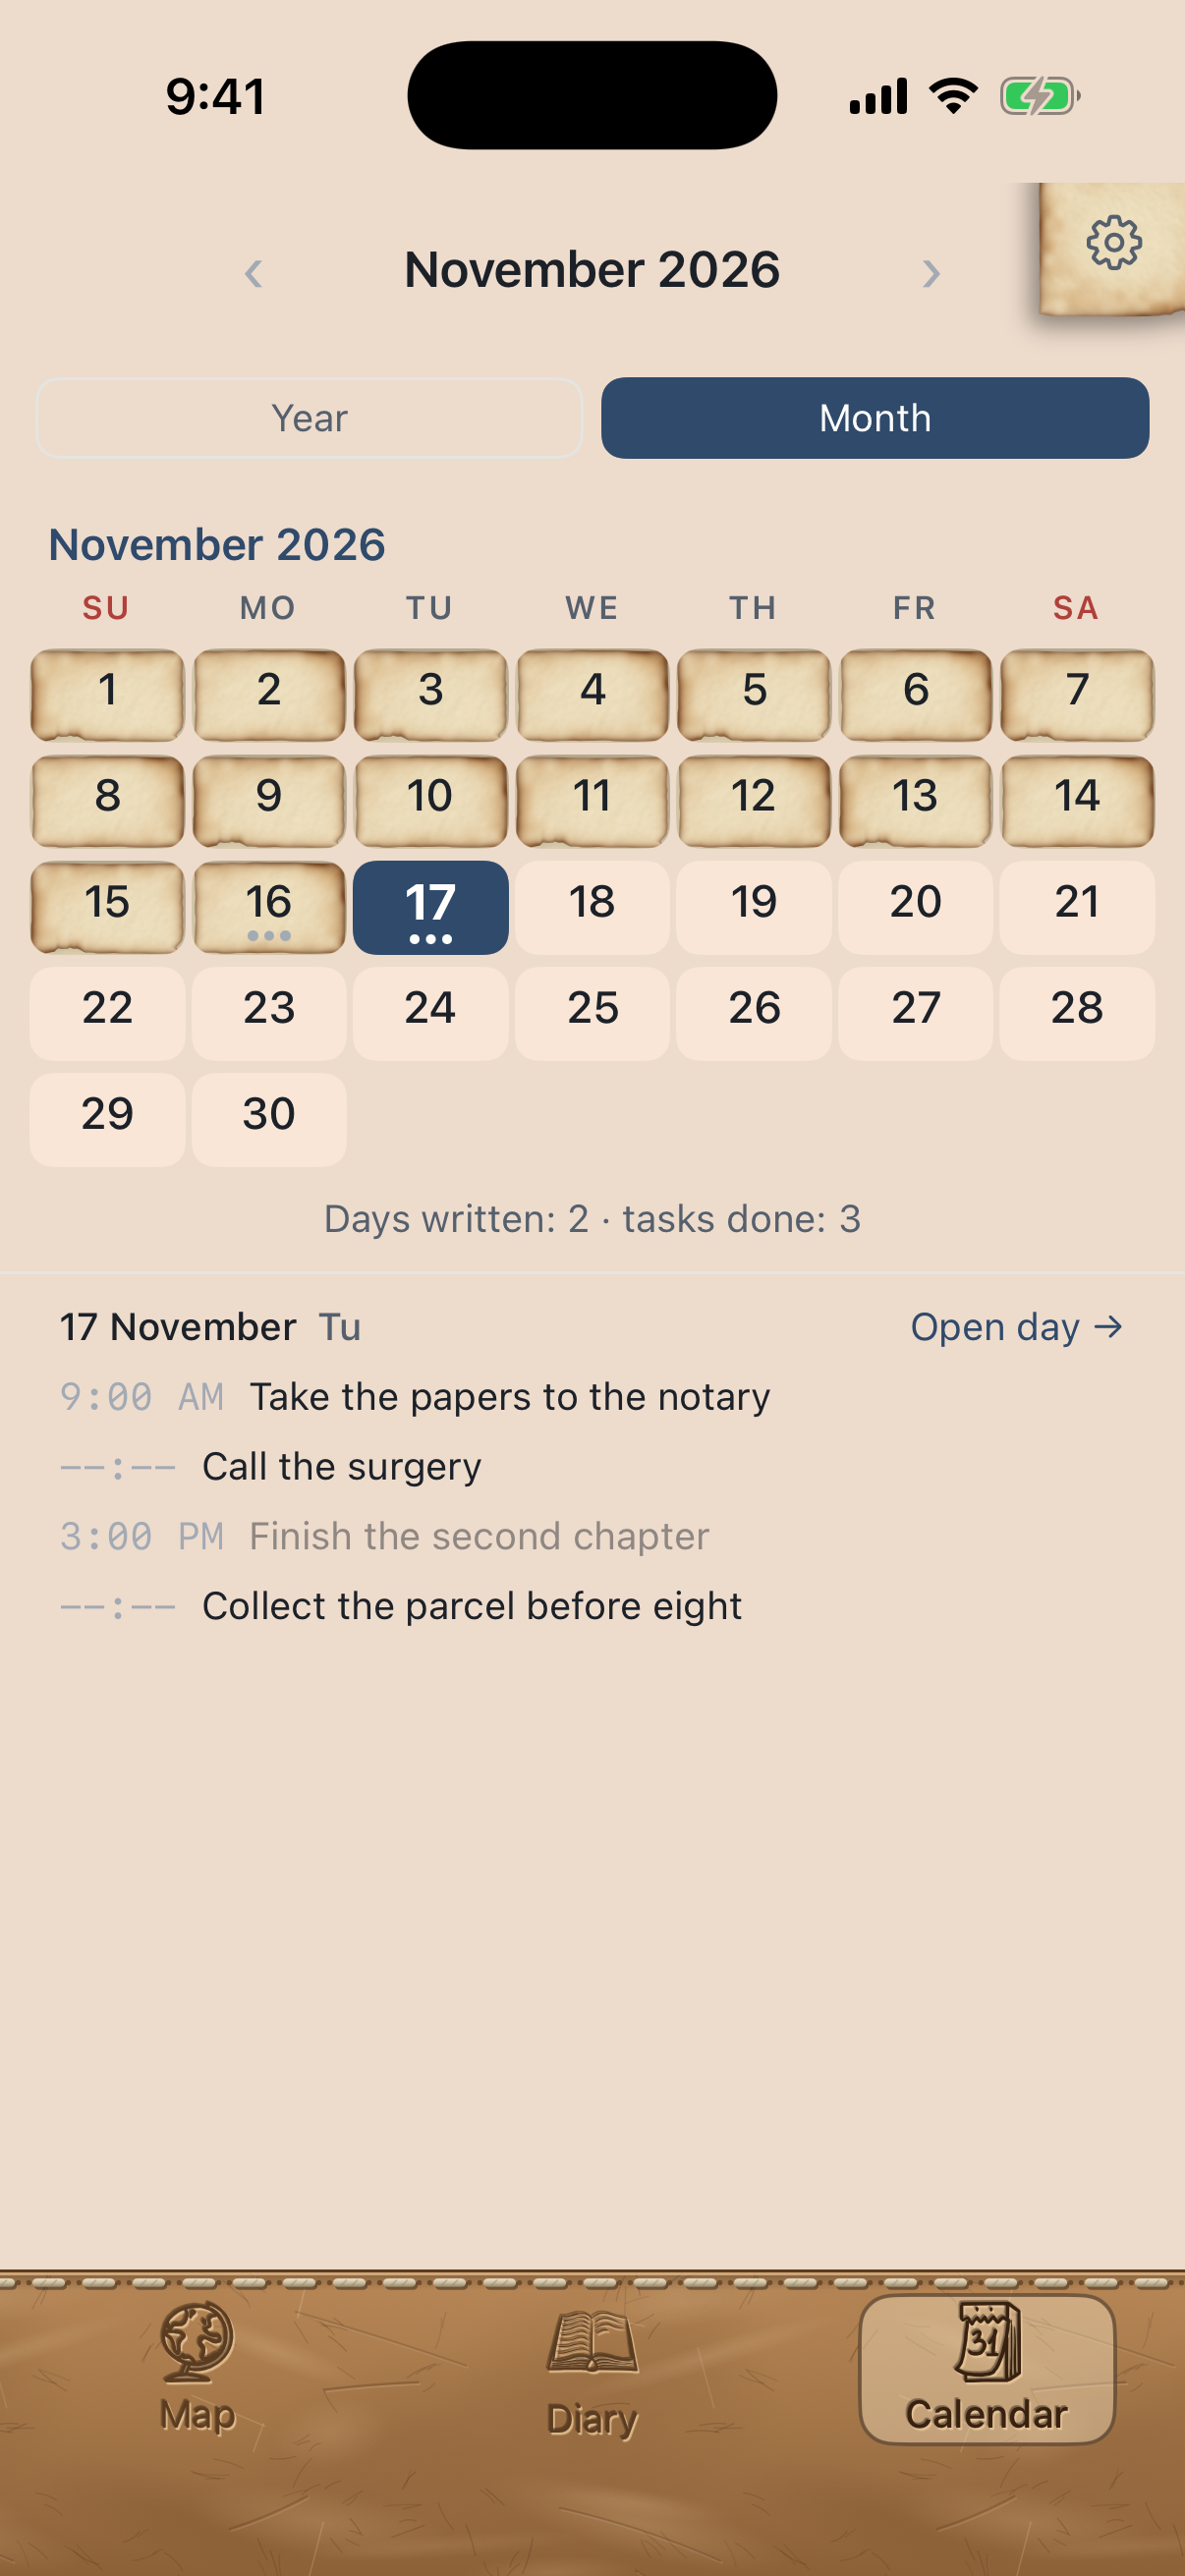 9:41
‹ November 2026 ›
Year Month
November 2026
SU MO TU WE TH FR SA
1 2 3 4 5 6 7
8 9 10 11 12 13 14
15 16 17 18 19 20 21
22 23 24 25 26 27 28
29 30
Days written: 2 · tasks done: 3
17 November Tu Open day →
9:00 AM Take the papers to the notary
--:-- Call the surgery
3:00 PM Finish the second chapter
--:-- Collect the parcel before eight
31
Map Diary Calendar